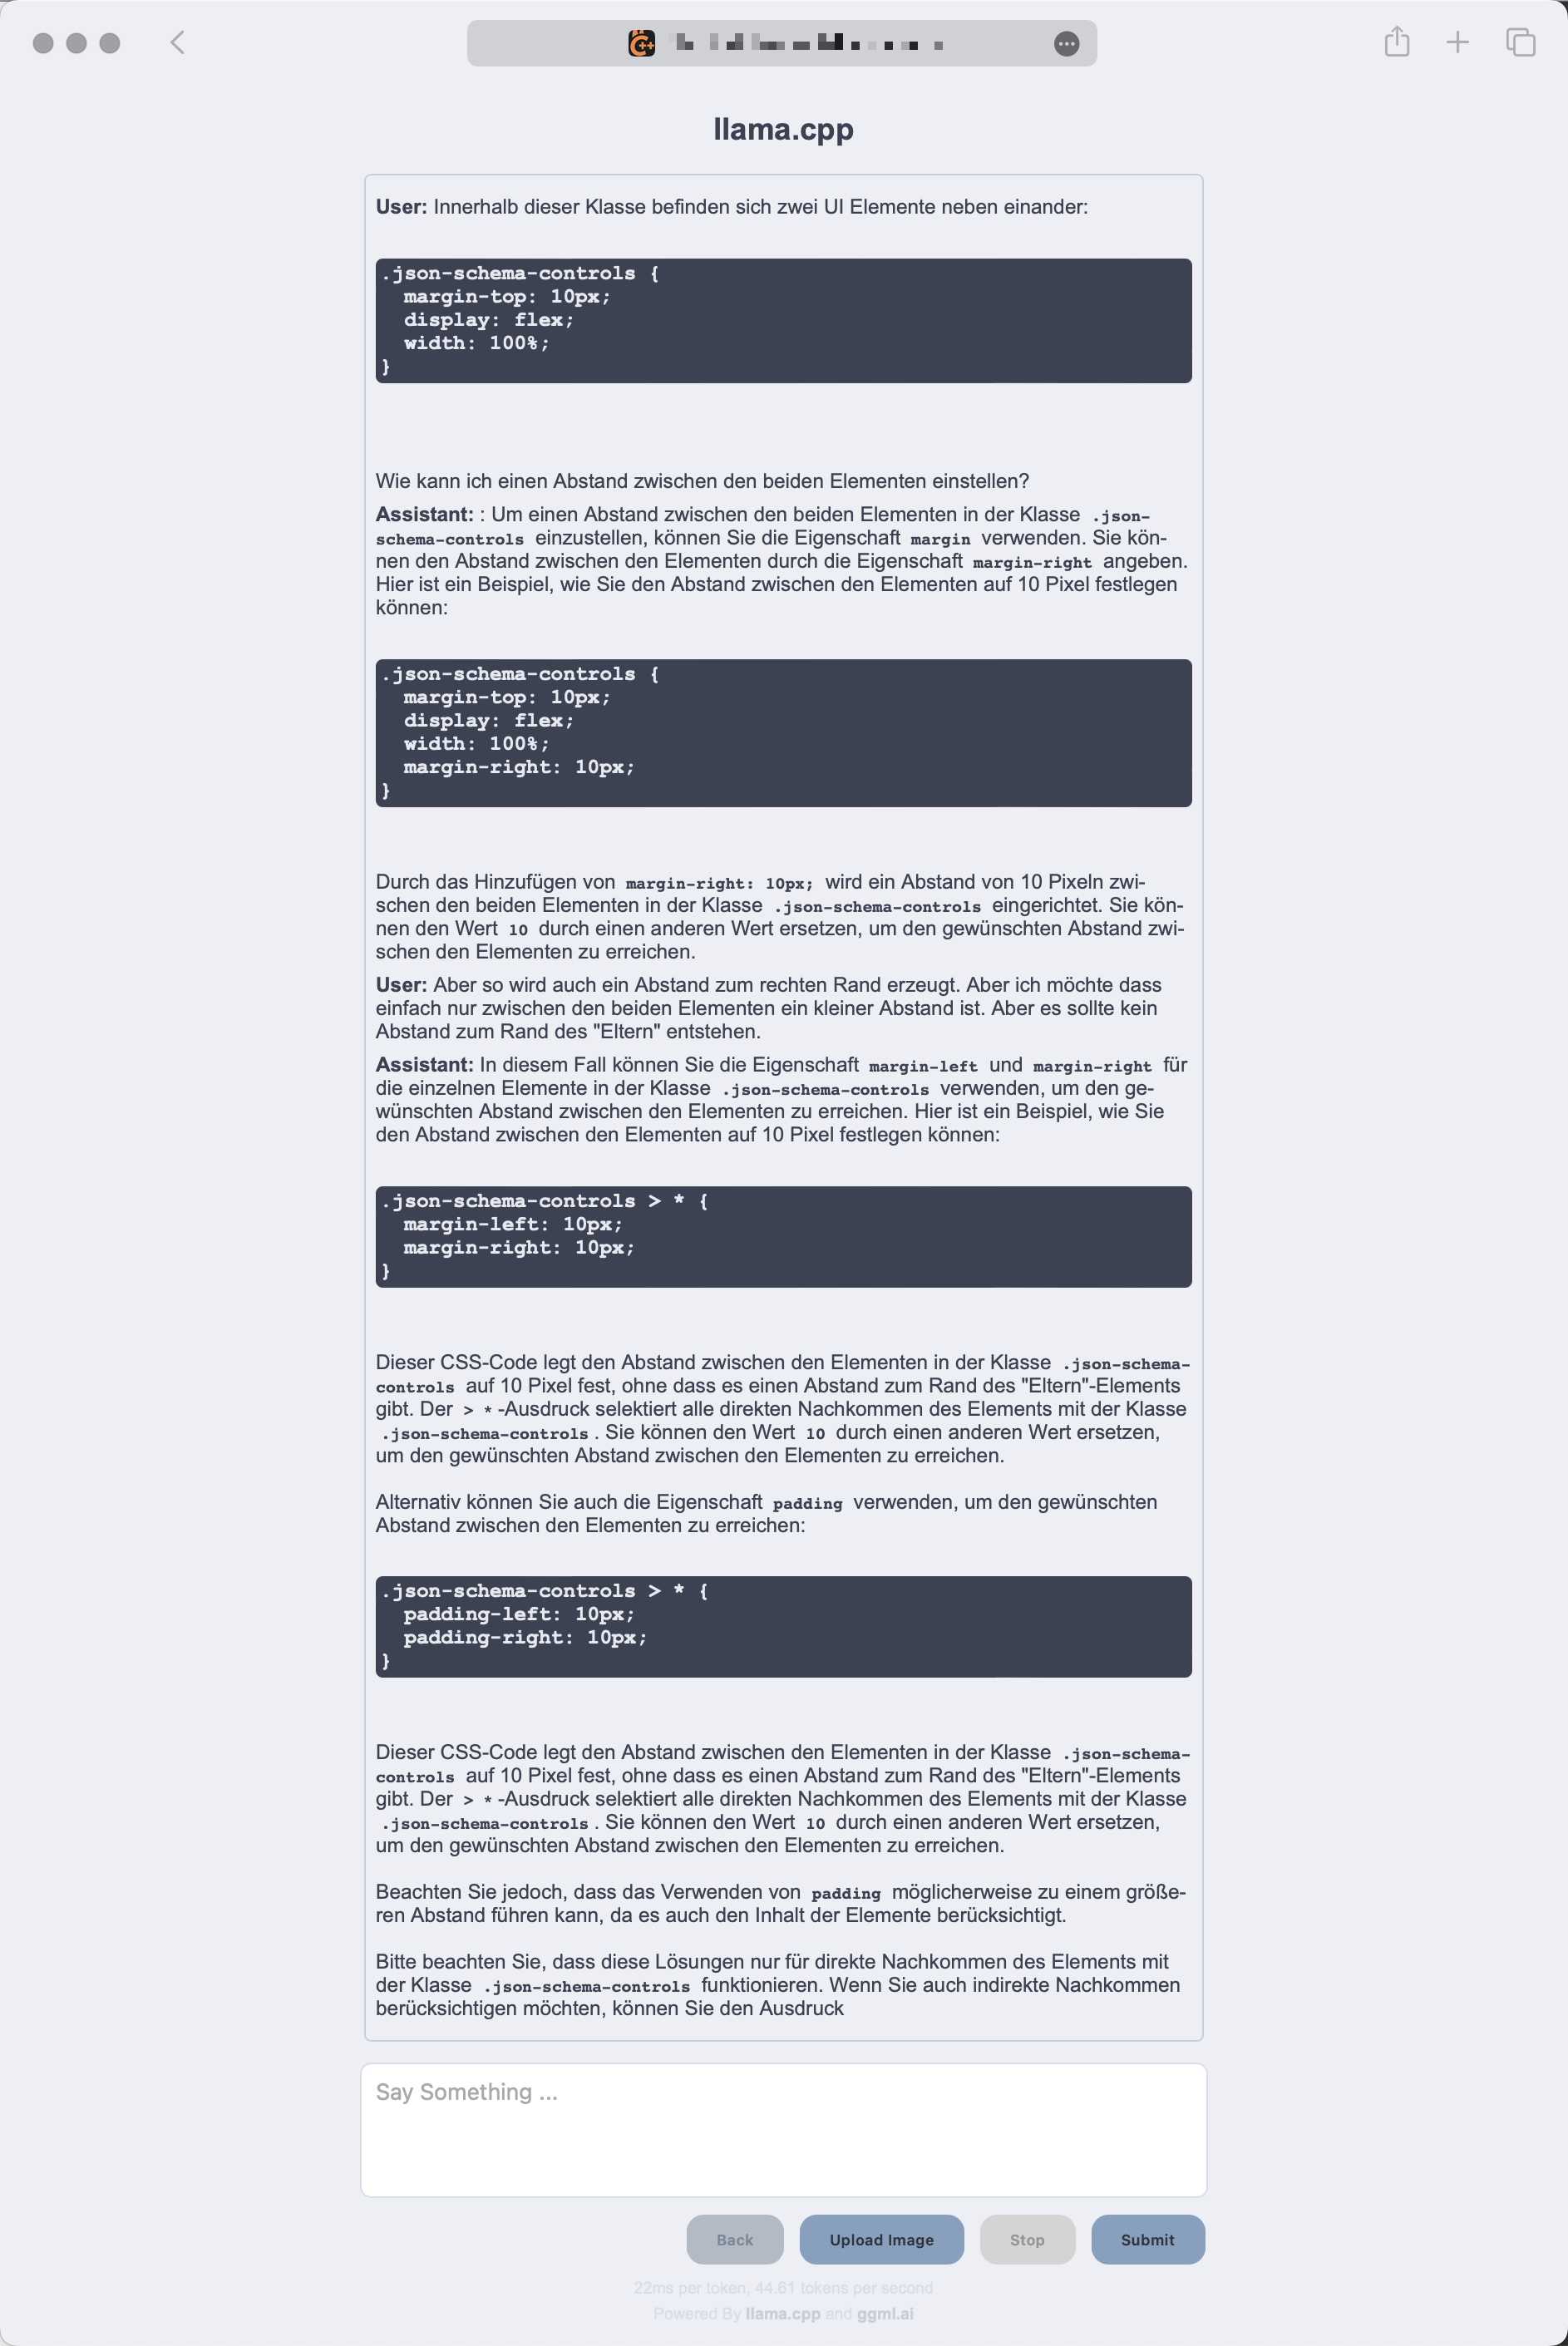 llama.cpp
User: Innerhalb dieser Klasse befinden sich zwei UI Elemente neben einander:
.json-schema-controls {
  margin-top: 10px;
  display: flex;
  width: 100%;
}
Wie kann ich einen Abstand zwischen den beiden Elementen einstellen?
Assistant: : Um einen Abstand zwischen den beiden Elementen in der Klasse .json-
schema-controls einzustellen, können Sie die Eigenschaft margin verwenden. Sie kön-
nen den Abstand zwischen den Elementen durch die Eigenschaft margin-right angeben.
Hier ist ein Beispiel, wie Sie den Abstand zwischen den Elementen auf 10 Pixel festlegen
können:
.json-schema-controls {
  margin-top: 10px;
  display: flex;
  width: 100%;
  margin-right: 10px;
}
Durch das Hinzufügen von margin-right: 10px; wird ein Abstand von 10 Pixeln zwi-
schen den beiden Elementen in der Klasse .json-schema-controls eingerichtet. Sie kön-
nen den Wert 10 durch einen anderen Wert ersetzen, um den gewünschten Abstand zwi-
schen den Elementen zu erreichen.
User: Aber so wird auch ein Abstand zum rechten Rand erzeugt. Aber ich möchte dass
einfach nur zwischen den beiden Elementen ein kleiner Abstand ist. Aber es sollte kein
Abstand zum Rand des "Eltern" entstehen.
Assistant: In diesem Fall können Sie die Eigenschaft margin-left und margin-right für
die einzelnen Elemente in der Klasse .json-schema-controls verwenden, um den ge-
wünschten Abstand zwischen den Elementen zu erreichen. Hier ist ein Beispiel, wie Sie
den Abstand zwischen den Elementen auf 10 Pixel festlegen können:
.json-schema-controls > * {
  margin-left: 10px;
  margin-right: 10px;
}
Dieser CSS-Code legt den Abstand zwischen den Elementen in der Klasse .json-schema-
controls auf 10 Pixel fest, ohne dass es einen Abstand zum Rand des "Eltern"-Elements
gibt. Der > * -Ausdruck selektiert alle direkten Nachkommen des Elements mit der Klasse
.json-schema-controls . Sie können den Wert 10 durch einen anderen Wert ersetzen,
um den gewünschten Abstand zwischen den Elementen zu erreichen.
Alternativ können Sie auch die Eigenschaft padding verwenden, um den gewünschten
Abstand zwischen den Elementen zu erreichen:
.json-schema-controls > * {
  padding-left: 10px;
  padding-right: 10px;
}
Dieser CSS-Code legt den Abstand zwischen den Elementen in der Klasse .json-schema-
controls auf 10 Pixel fest, ohne dass es einen Abstand zum Rand des "Eltern"-Elements
gibt. Der > * -Ausdruck selektiert alle direkten Nachkommen des Elements mit der Klasse
.json-schema-controls . Sie können den Wert 10 durch einen anderen Wert ersetzen,
um den gewünschten Abstand zwischen den Elementen zu erreichen.
Beachten Sie jedoch, dass das Verwenden von padding möglicherweise zu einem größe-
ren Abstand führen kann, da es auch den Inhalt der Elemente berücksichtigt.
Bitte beachten Sie, dass diese Lösungen nur für direkte Nachkommen des Elements mit
der Klasse .json-schema-controls funktionieren. Wenn Sie auch indirekte Nachkommen
berücksichtigen möchten, können Sie den Ausdruck
Say Something ...
Back Upload Image Stop Submit
22ms per token, 44.61 tokens per second
Powered By llama.cpp and ggml.ai